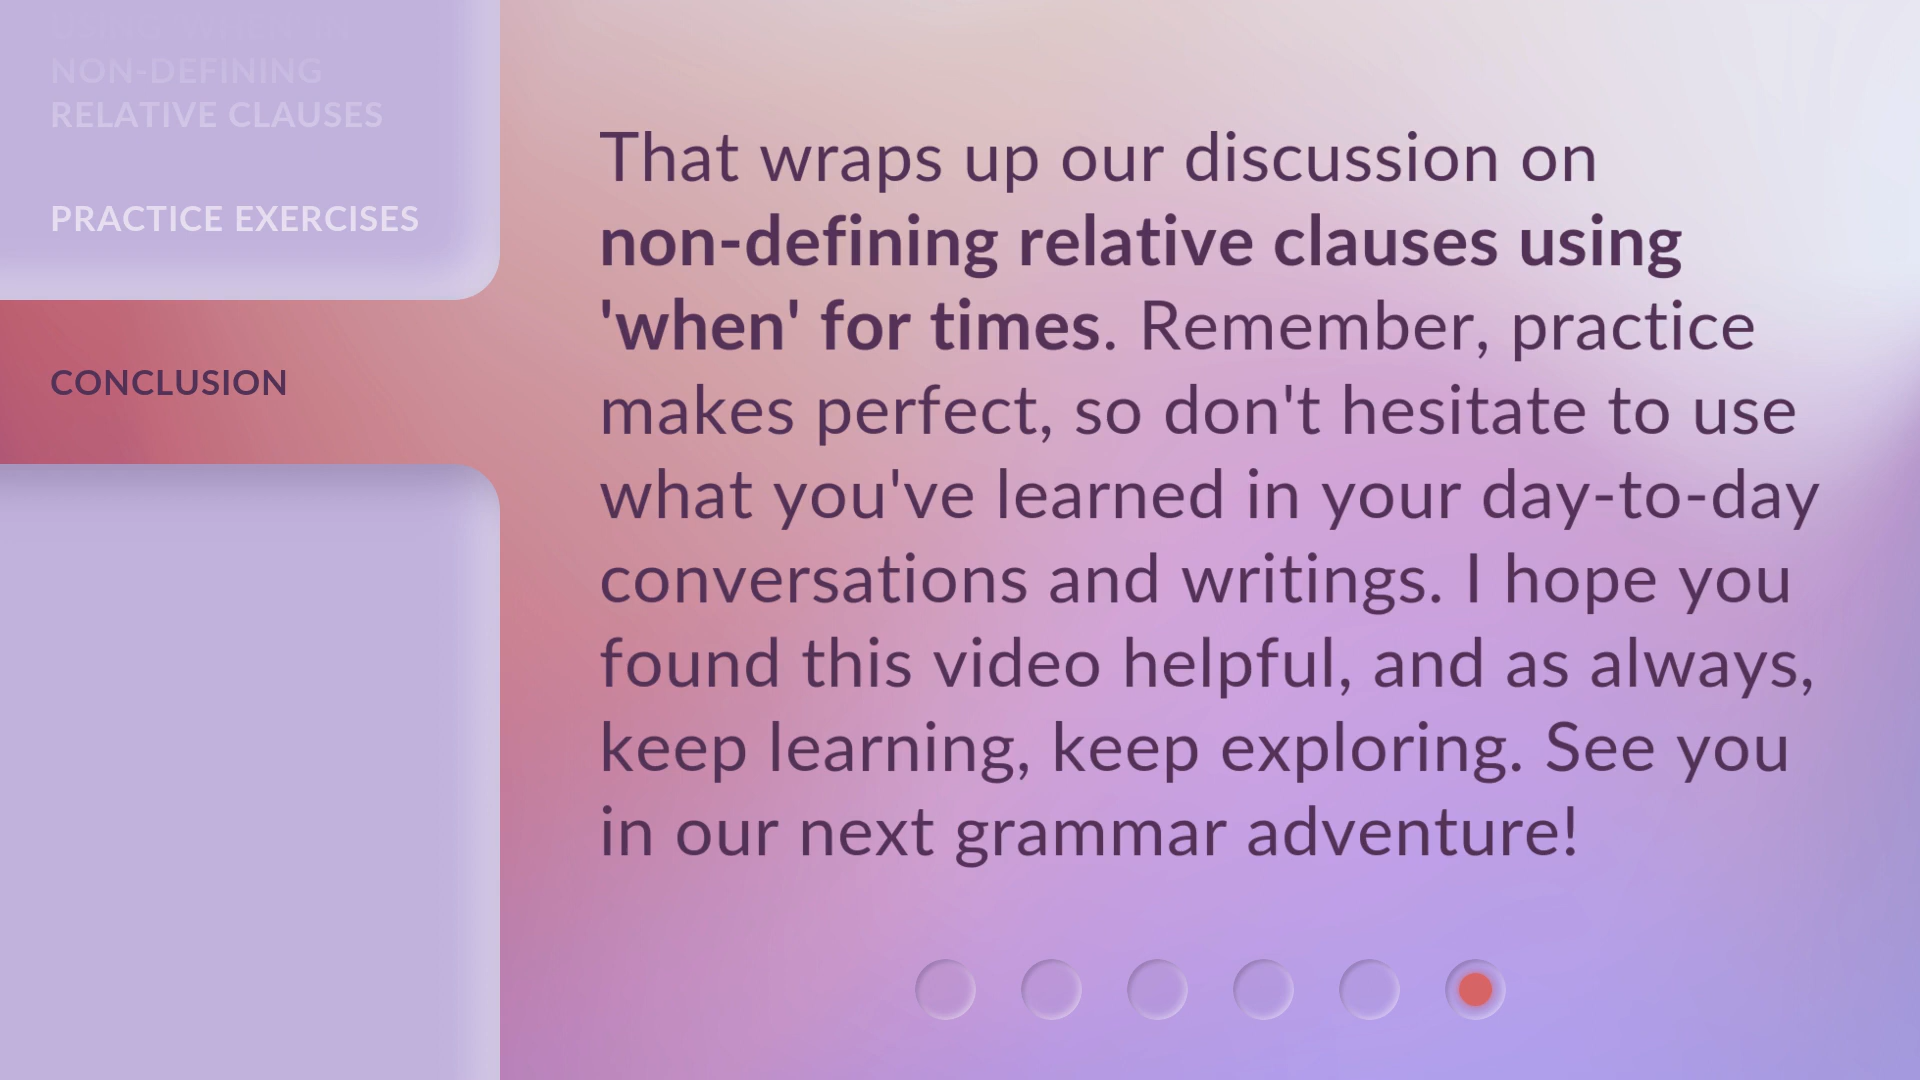 USING WHEN IN
NON-DEFINING
RELATIVE CLAUSES
PRACTICE EXERCISES
CONCLUSION
That wraps up our discussion on
non-defining relative clauses using
'when' for times. Remember, practice
makes perfect, so don't hesitate to use
what you've learned in your day-to-day
conversations and writings. I hope you
found this video helpful, and as always,
keep learning, keep exploring. See you
in our next grammar adventure!